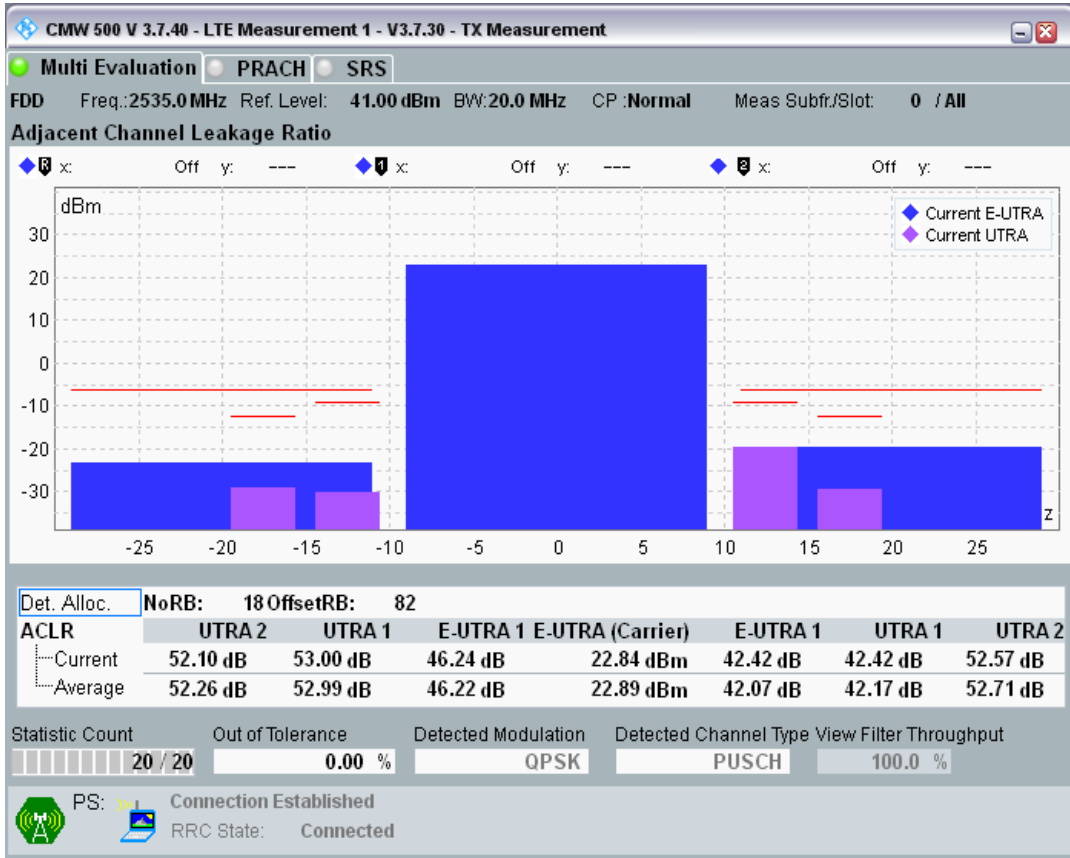 CMW 500 V 3.7.40 - LTE Measurement 1 - V3.7.30 - TX Measurement
Multi Evaluation PRACH SRS
FDD Freq.:2535.0 MHz Ref. Level: 41.00 dBm BW:20.0 MHz CP :Normal Meas Subfr./Slot: 0 / All
Adjacent Channel Leakage Ratio
R x: Off y: --- 1 x: Off y: --- 2 x: Off y: ---
dBm
Current E-UTRA
Current UTRA
30
20
10
0
-10
-20
-30
z
-25 -20 -15 -10 -5 0 5 10 15 20 25
Det. Alloc. NoRB: 18 OffsetRB: 82
ACLR UTRA 2 UTRA 1 E-UTRA 1 E-UTRA (Carrier) E-UTRA 1 UTRA 1 UTRA 2
Current 52.10 dB 53.00 dB 46.24 dB 22.84 dBm 42.42 dB 42.42 dB 52.57 dB
Average 52.26 dB 52.99 dB 46.22 dB 22.89 dBm 42.07 dB 42.17 dB 52.71 dB
Statistic Count Out of Tolerance Detected Modulation Detected Channel Type View Filter Throughput
20 / 20 0.00 % QPSK PUSCH 100.0 %
PS: Connection Established
RRC State: Connected